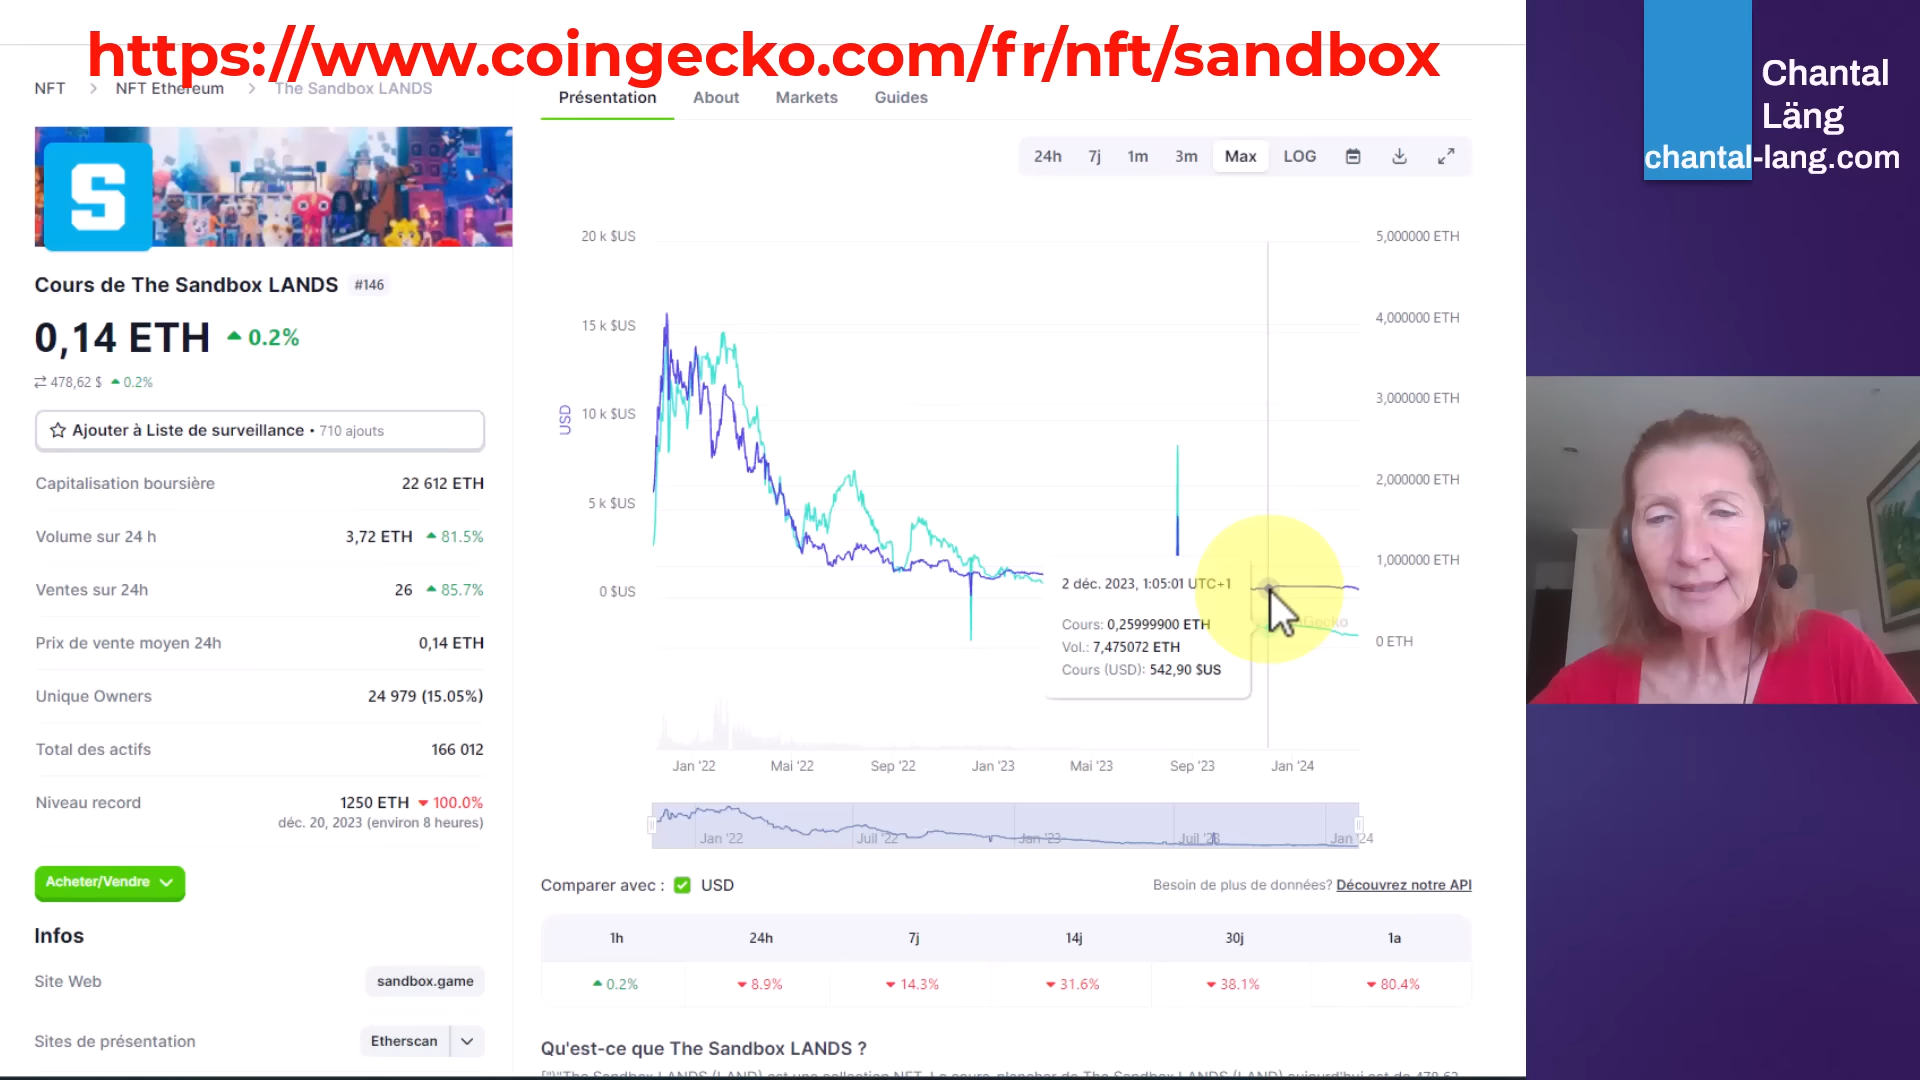 https://www.coingecko.com/fr/nft/sandbox
Chantal
Läng
chantal-lang.com
NFT > NFT Ethereum > The Sandbox LANDS
Présentation About Markets Guides
24h 7j 1m 3m Max LOG
S
Cours de The Sandbox LANDS #146
0,14 ETH 0.2%
478,62 $ 0.2%
Ajouter à Liste de surveillance • 710 ajouts
Capitalisation boursière 22 612 ETH
Volume sur 24 h 3,72 ETH 81.5%
Ventes sur 24h 26 85.7%
Prix de vente moyen 24h 0,14 ETH
Unique Owners 24 979 (15.05%)
Total des actifs 166 012
Niveau record 1250 ETH 100.0%
déc. 20, 2023 (environ 8 heures)
Acheter/Vendre
Infos
Site Web sandbox.game
Sites de présentation Etherscan
20 k $US 5,000000 ETH
15 k $US 4,000000 ETH
10 k $US 3,000000 ETH
USD
5 k $US 2,000000 ETH
0 $US 1,000000 ETH
0 ETH
2 déc. 2023, 1:05:01 UTC+1
Cours: 0,25999900 ETH
Vol.: 7,475072 ETH
Cours (USD): 542,90 $US
Jan '22 Mai '22 Sep '22 Jan '23 Mai '23 Sep '23 Jan '24
Jan '22 Juil '22 Jan '23 Juil '23 Jan '24
Comparer avec : USD
Besoin de plus de données? Découvrez notre API
1h 24h 7j 14j 30j 1a
0.2% 8.9% 14.3% 31.6% 38.1% 80.4%
Qu'est-ce que The Sandbox LANDS ?